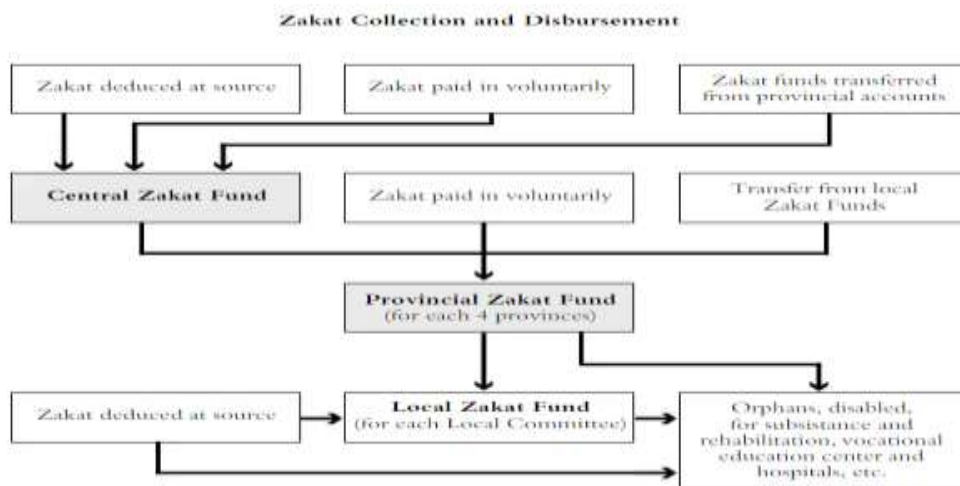 Zakat Collection and Disbursement
Zakat deduced at source
Zakat paid in voluntarily
Zakat funds transferred
from provincial accounts
Central Zakat Fund
Zakat paid in voluntarily
Transfer from local
Zakat Funds
Provincial Zakat Fund
(for each 4 provinces)
Zakat deduced at source
Local Zakat Fund
(for each Local Committee)
Orphans, disabled,
for subsistance and
rehabilitation, vocational
education center and
hospitals, etc.